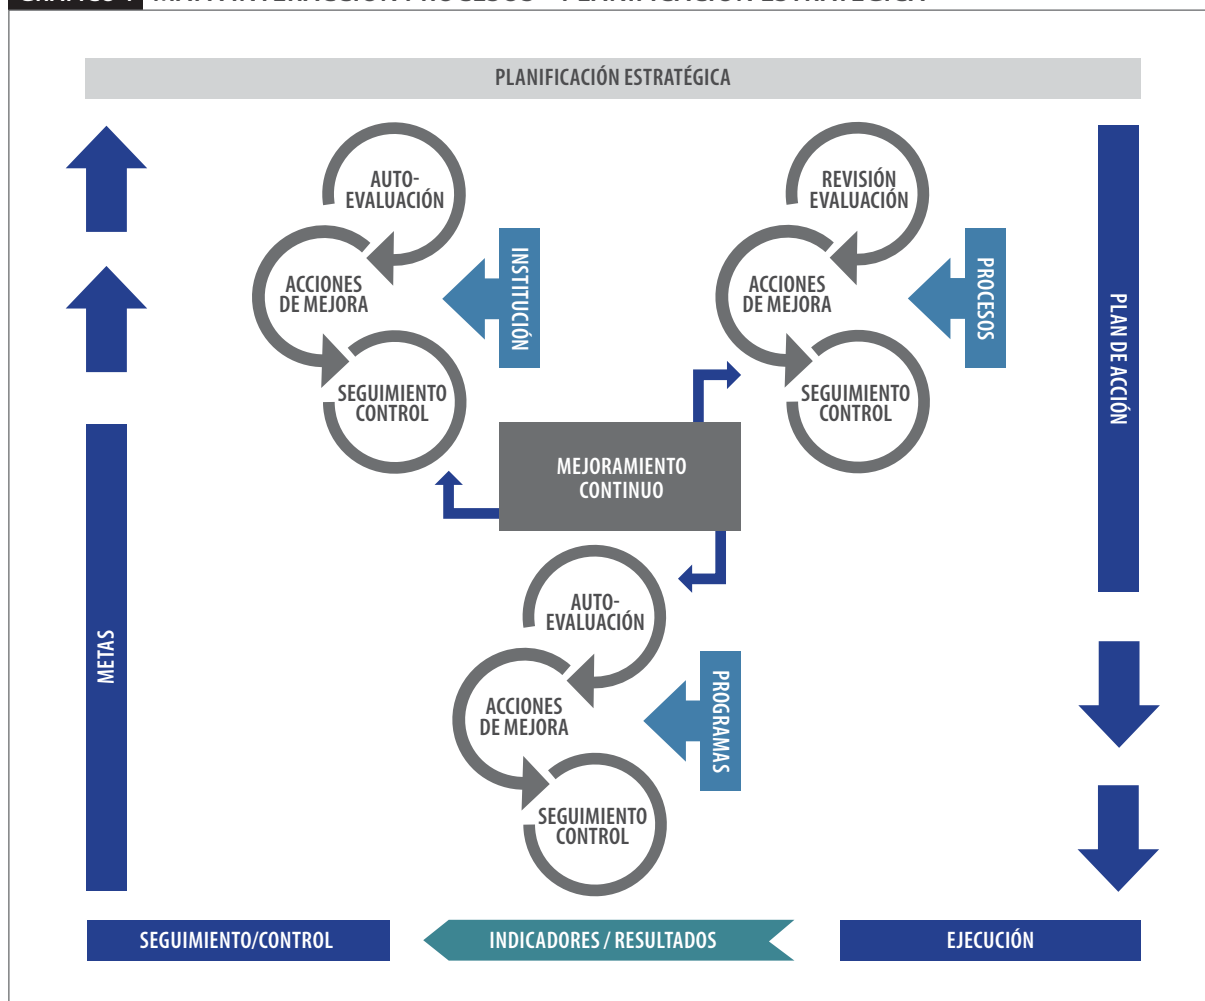 PLANIFICACIÓN ESTRATÉGICA
AUTO-
EVALUACIÓN
ACCIONES
DE MEJORA
SEGUIMIENTO
CONTROL
INSTITUCIÓN
REVISIÓN
EVALUACIÓN
ACCIONES
DE MEJORA
SEGUIMIENTO
CONTROL
PROCESOS
PLAN DE ACCIÓN
MEJORAMIENTO
CONTINUO
METAS
AUTO-
EVALUACIÓN
ACCIONES
DE MEJORA
SEGUIMIENTO
CONTROL
PROGRAMAS
SEGUIMIENTO/CONTROL
INDICADORES / RESULTADOS
EJECUCIÓN